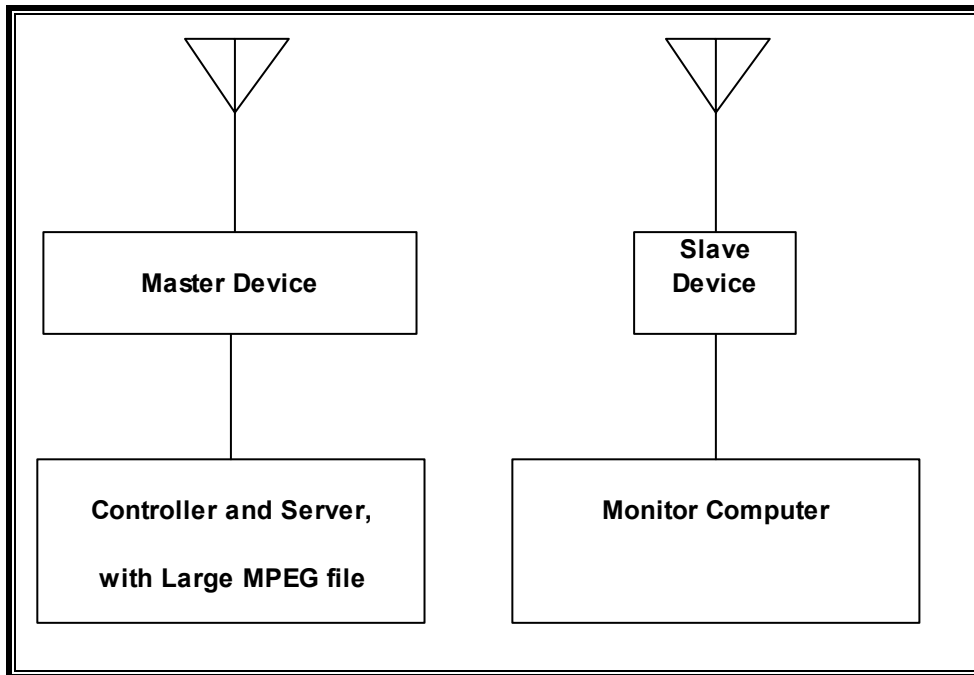 Master Device
Slave
Device
Controller and Server,
with Large MPEG file
Monitor Computer